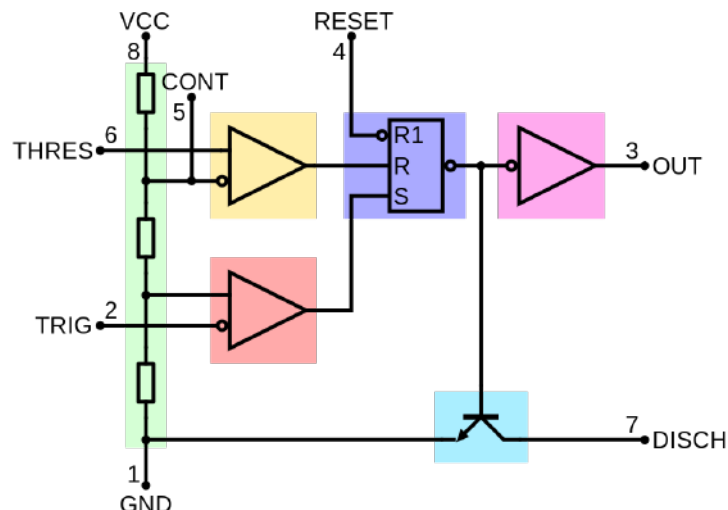 VCC
RESET
8
4
CONT
5
6
THRES
R1
R
S
3
OUT
2
TRIG
7
DISCH
1
GND